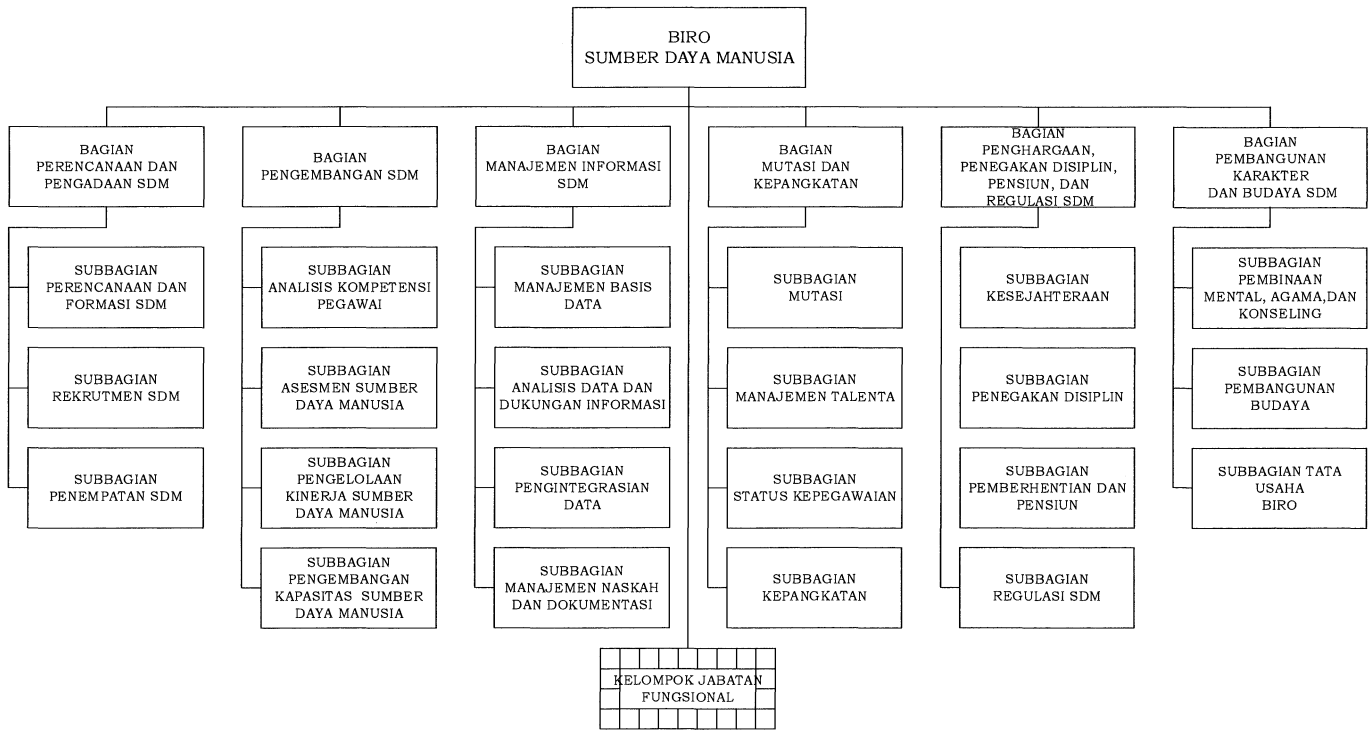 BIRO
SUMBER DAYA MANUSIA
BAGIAN
PERENCANAAN DAN
PENGADAAN SDM
BAGIAN
PENGEMBANGAN SDM
BAGIAN
MANAJEMEN INFORMASI
SDM
BAGIAN
MUTASI DAN
KEPANGKATAN
BAGIAN
PENGHARGAAN,
PENEGAKAN DISIPLIN,
PENSIUN, DAN
REGULASI SDM
BAGIAN
PEMBANGUNAN
KARAKTER
DAN BUDAYA SDM
SUBBAGIAN
PERENCANAAN DAN
FORMASI SDM
SUBBAGIAN
REKRUTMEN SDM
SUBBAGIAN
PENEMPATAN SDM
SUBBAGIAN
ANALISIS KOMPETENSI
PEGAWAI
SUBBAGIAN
ASESMEN SUMBER
DAYA MANUSIA
SUBBAGIAN
PENGELOLAAN
KINERJA SUMBER
DAYA MANUSIA
SUBBAGIAN
PENGEMBANGAN
KAPASITAS SUMBER
DAYA MANUSIA
SUBBAGIAN
MANAJEMEN BASIS
DATA
SUBBAGIAN
ANALISIS DATA DAN
DUKUNGAN INFORMASI
SUBBAGIAN
PENGINTEGRASIAN
DATA
SUBBAGIAN
MANAJEMEN NASKAH
DAN DOKUMENTASI
SUBBAGIAN
MUTASI
SUBBAGIAN
MANAJEMEN TALENTA
SUBBAGIAN
STATUS KEPEGAWAIAN
SUBBAGIAN
KEPANGKATAN
SUBBAGIAN
KESEJAHTERAAN
SUBBAGIAN
PENEGAKAN DISIPLIN
SUBBAGIAN
PEMBERHENTIAN DAN
PENSIUN
SUBBAGIAN
REGULASI SDM
SUBBAGIAN
PEMBINAAN
MENTAL, AGAMA,DAN
KONSELING
SUBBAGIAN
PEMBANGUNAN
BUDAYA
SUBBAGIAN TATA
USAHA
BIRO
KELOMPOK JABATAN
FUNGSIONAL